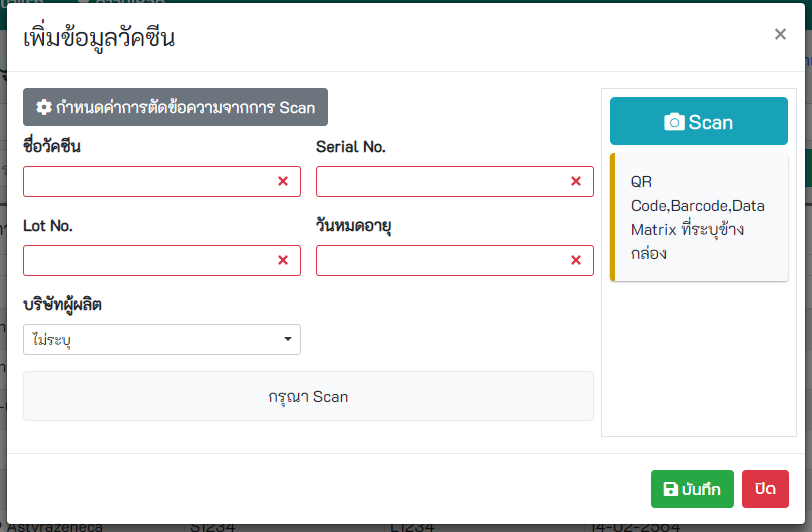 เพิ่มข้อมูลวัคซีน
×
กำหนดค่าการตัดข้อความจากการ Scan
ชื่อวัคซีน
Serial No.
Lot No.
วันหมดอายุ
บริษัทผู้ผลิต
ไม่ระบุ
กรุณา Scan
Scan
QR
Code,Barcode,Data
Matrix ที่ระบุข้าง
กล่อง
บันทึก
ปิด
Astyrazeneca
S1234
L1234
14-02-2564